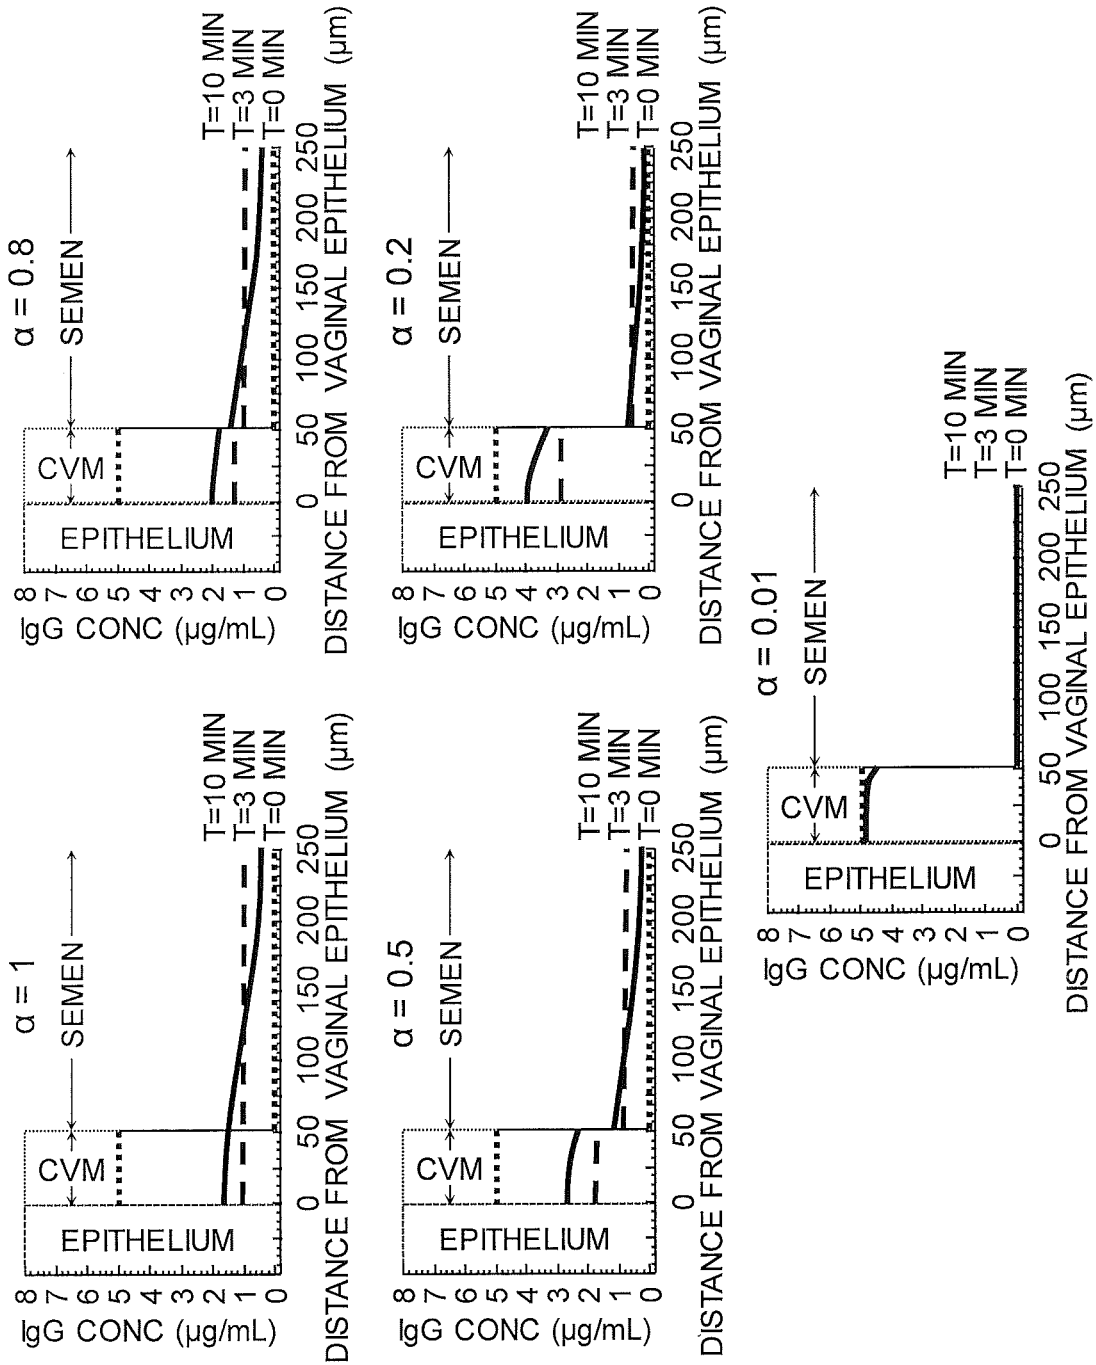 α = 1
SEMEN
CVM
EPITHELIUM
IgG CONC (µg/mL)
8
7
6
5
4
3
2
1
0
T=10 MIN
T=3 MIN
T=0 MIN
0 50 100 150 200 250
DISTANCE FROM VAGINAL EPITHELIUM (µm)
α = 0.8
SEMEN
CVM
EPITHELIUM
IgG CONC (µg/mL)
8
7
6
5
4
3
2
1
0
T=10 MIN
T=3 MIN
T=0 MIN
0 50 100 150 200 250
DISTANCE FROM VAGINAL EPITHELIUM (µm)
α = 0.5
SEMEN
CVM
EPITHELIUM
IgG CONC (µg/mL)
8
7
6
5
4
3
2
1
0
T=10 MIN
T=3 MIN
T=0 MIN
0 50 100 150 200 250
DISTANCE FROM VAGINAL EPITHELIUM (µm)
α = 0.2
SEMEN
CVM
EPITHELIUM
IgG CONC (µg/mL)
8
7
6
5
4
3
2
1
0
T=10 MIN
T=3 MIN
T=0 MIN
0 50 100 150 200 250
DISTANCE FROM VAGINAL EPITHELIUM (µm)
α = 0.01
SEMEN
CVM
EPITHELIUM
IgG CONC (µg/mL)
8
7
6
5
4
3
2
1
0
T=10 MIN
T=3 MIN
T=0 MIN
0 50 100 150 200 250
DISTANCE FROM VAGINAL EPITHELIUM (µm)